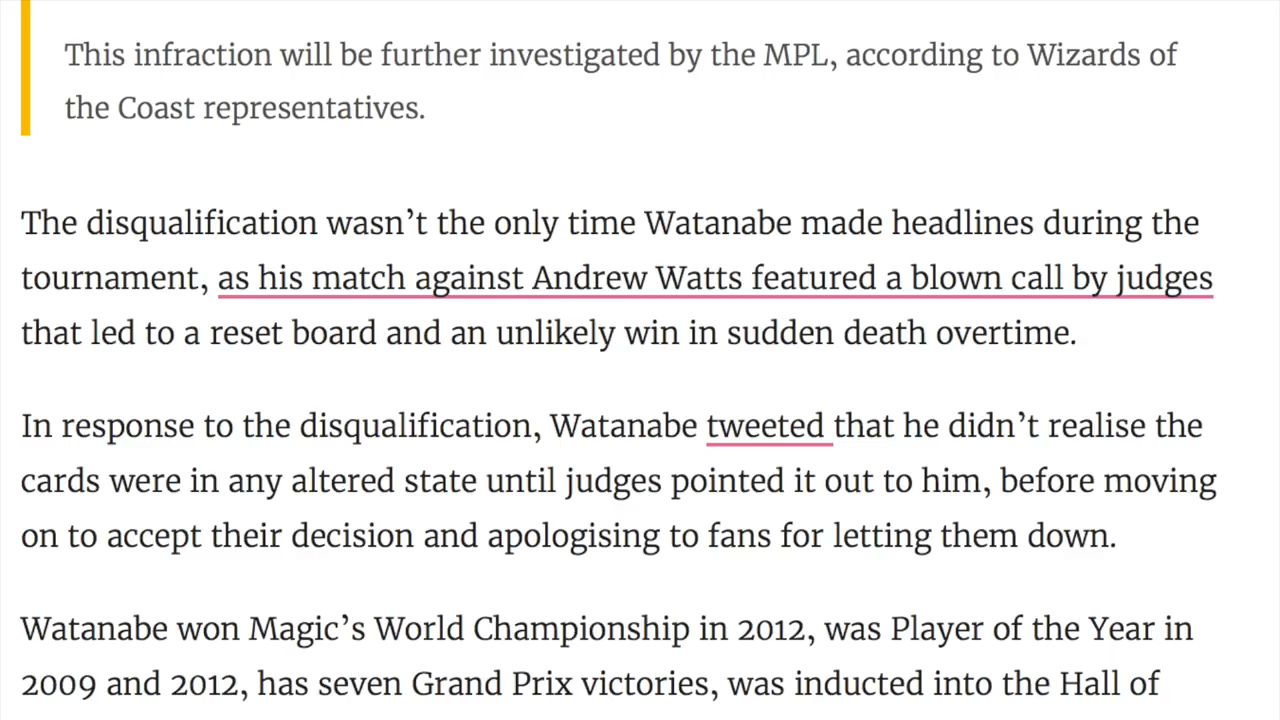 This infraction will be further investigated by the MPL, according to Wizards of
the Coast representatives.
The disqualification wasn’t the only time Watanabe made headlines during the
tournament, as his match against Andrew Watts featured a blown call by judges
that led to a reset board and an unlikely win in sudden death overtime.
In response to the disqualification, Watanabe tweeted that he didn’t realise the
cards were in any altered state until judges pointed it out to him, before moving
on to accept their decision and apologising to fans for letting them down.
Watanabe won Magic’s World Championship in 2012, was Player of the Year in
2009 and 2012, has seven Grand Prix victories, was inducted into the Hall of